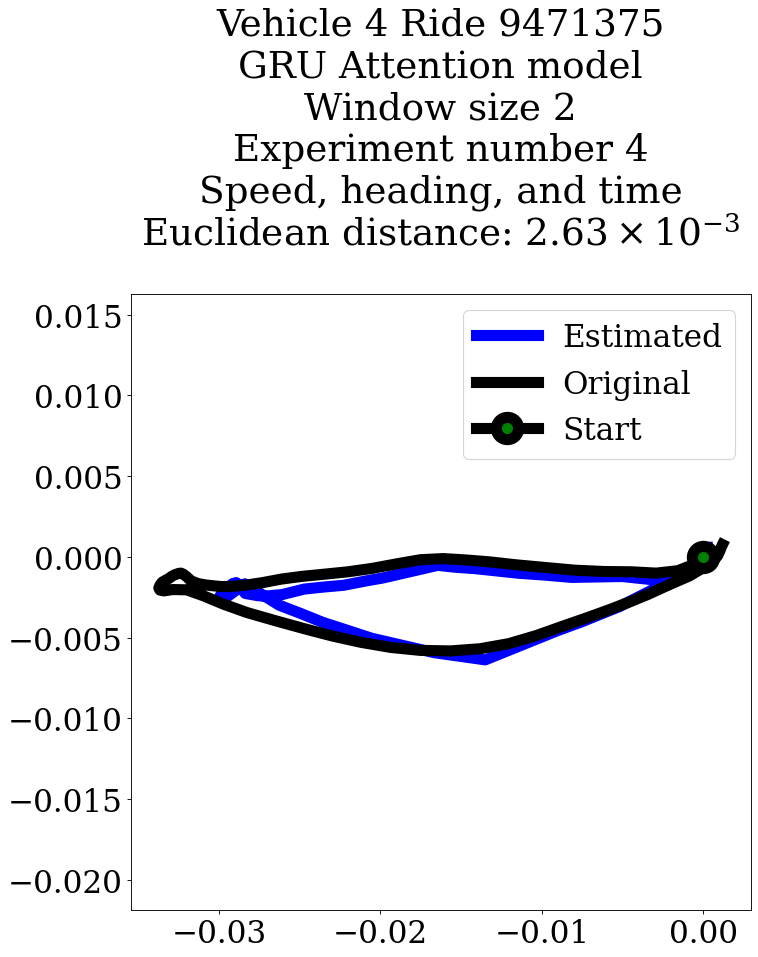 Vehicle 4 Ride 9471375
GRU Attention model
Window size 2
Experiment number 4
Speed, heading, and time
Euclidean distance: 2.63 × 10⁻³
Estimated
Original
Start
0.015
0.010
0.005
0.000
−0.005
−0.010
−0.015
−0.020
−0.03 −0.02 −0.01 0.00